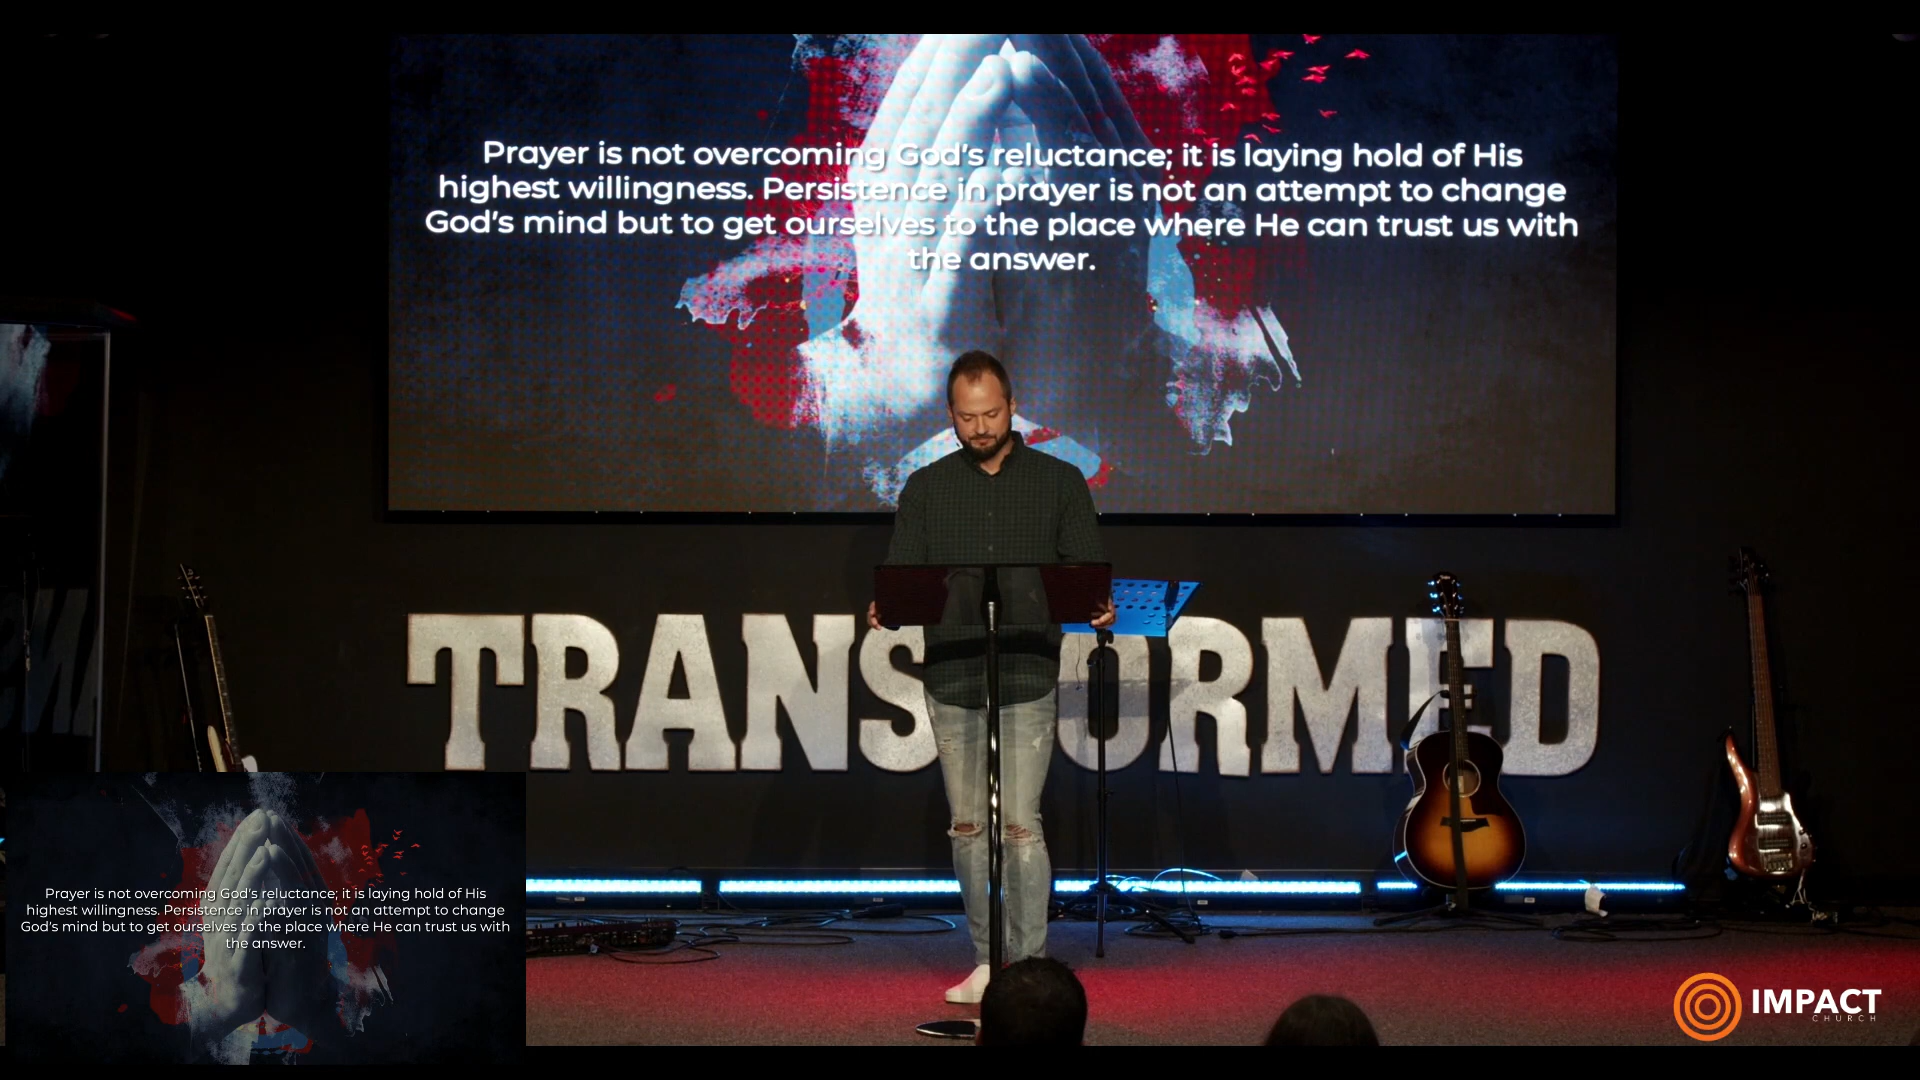 Prayer is not overcoming God's reluctance; it is laying hold of His
highest willingness. Persistence in prayer is not an attempt to change
God's mind but to get ourselves to the place where He can trust us with
the answer.
TRANS ORMED
Prayer is not overcoming God's reluctance; it is laying hold of His
highest willingness. Persistence in prayer is not an attempt to change
God's mind but to get ourselves to the place where He can trust us with
the answer.
IMPACT
CHURCH